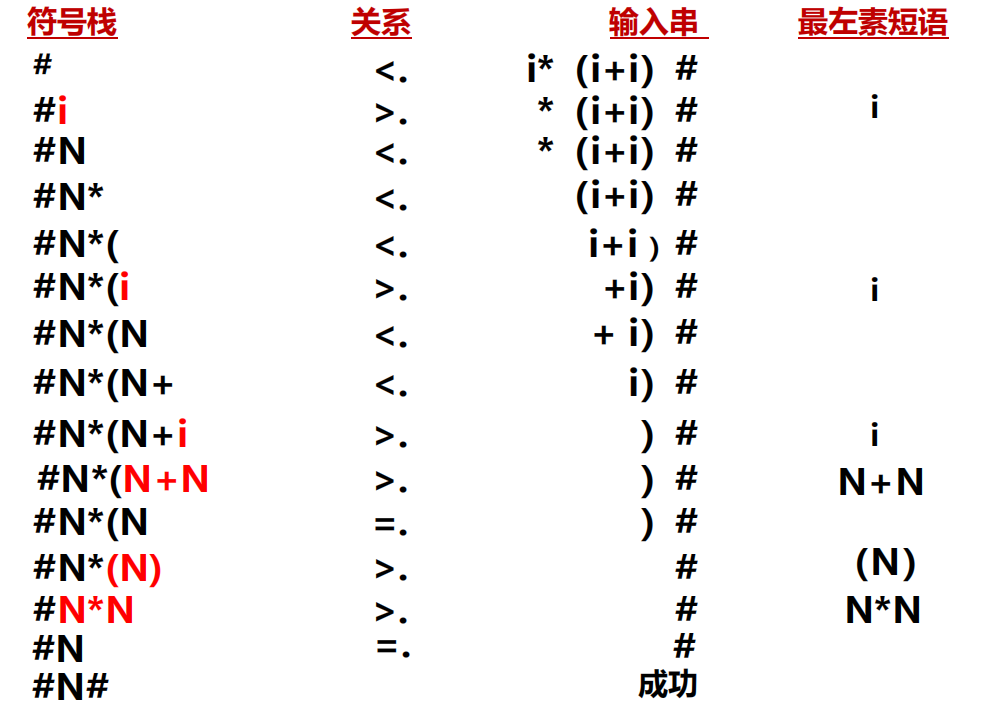 符号栈 关系 输入串 最左素短语
# <. i* (i+i) #
#i >. * (i+i) # i
#N <. * (i+i) #
#N* <. (i+i) #
#N*( <. i+i ) #
#N*(i >. +i) # i
#N*(N <. + i) #
#N*(N+ <. i) #
#N*(N+i >. ) # i
#N*(N+N >. ) # N+N
#N*(N =. ) #
#N*(N) >. # (N)
#N*N >. # N*N
#N =. #
#N# 成功